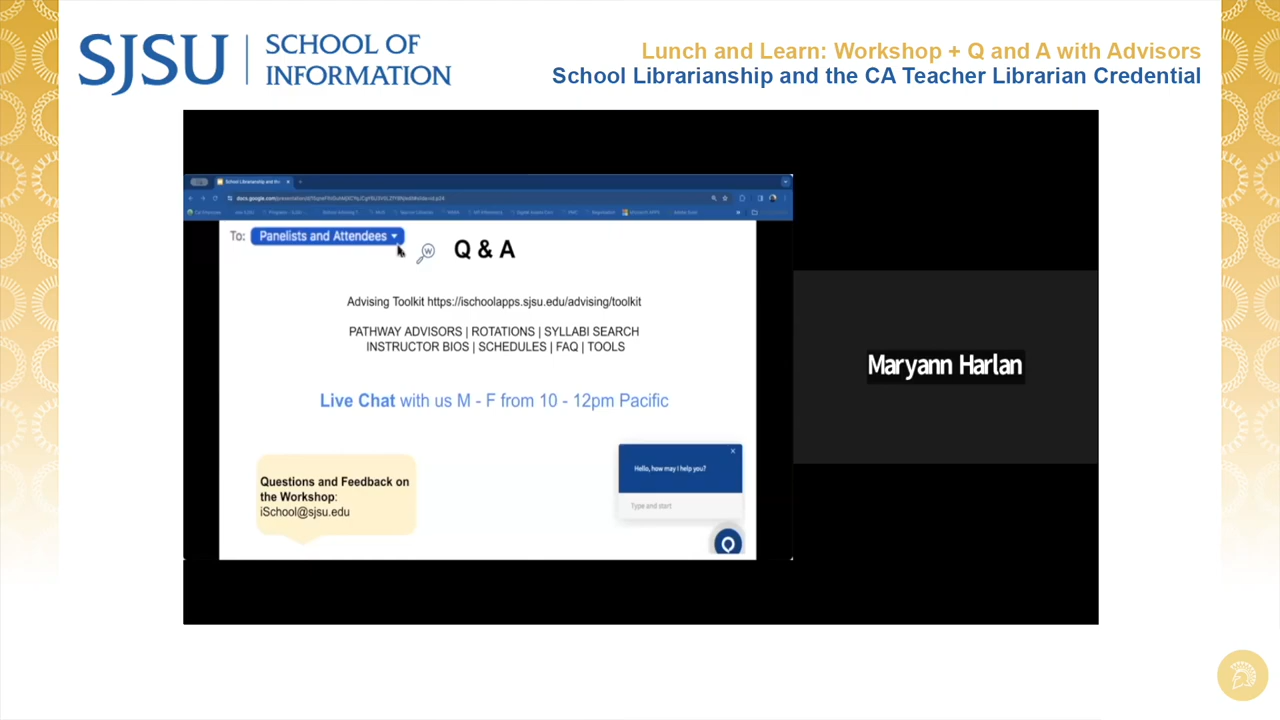 SJSU
SCHOOL OF
INFORMATION
Lunch and Learn: Workshop + Q and A with Advisors
School Librarianship and the CA Teacher Librarian Credential
To: Panelists and Attendees
Q & A
Advising Toolkit https://ischoolapps.sjsu.edu/advising/toolkit
PATHWAY ADVISORS | ROTATIONS | SYLLABI SEARCH
INSTRUCTOR BIOS | SCHEDULES | FAQ | TOOLS
Live Chat with us M - F from 10 - 12pm Pacific
Questions and Feedback on
the Workshop:
iSchool@sjsu.edu
Hello, how may I help you?
Type and start
Maryann Harlan